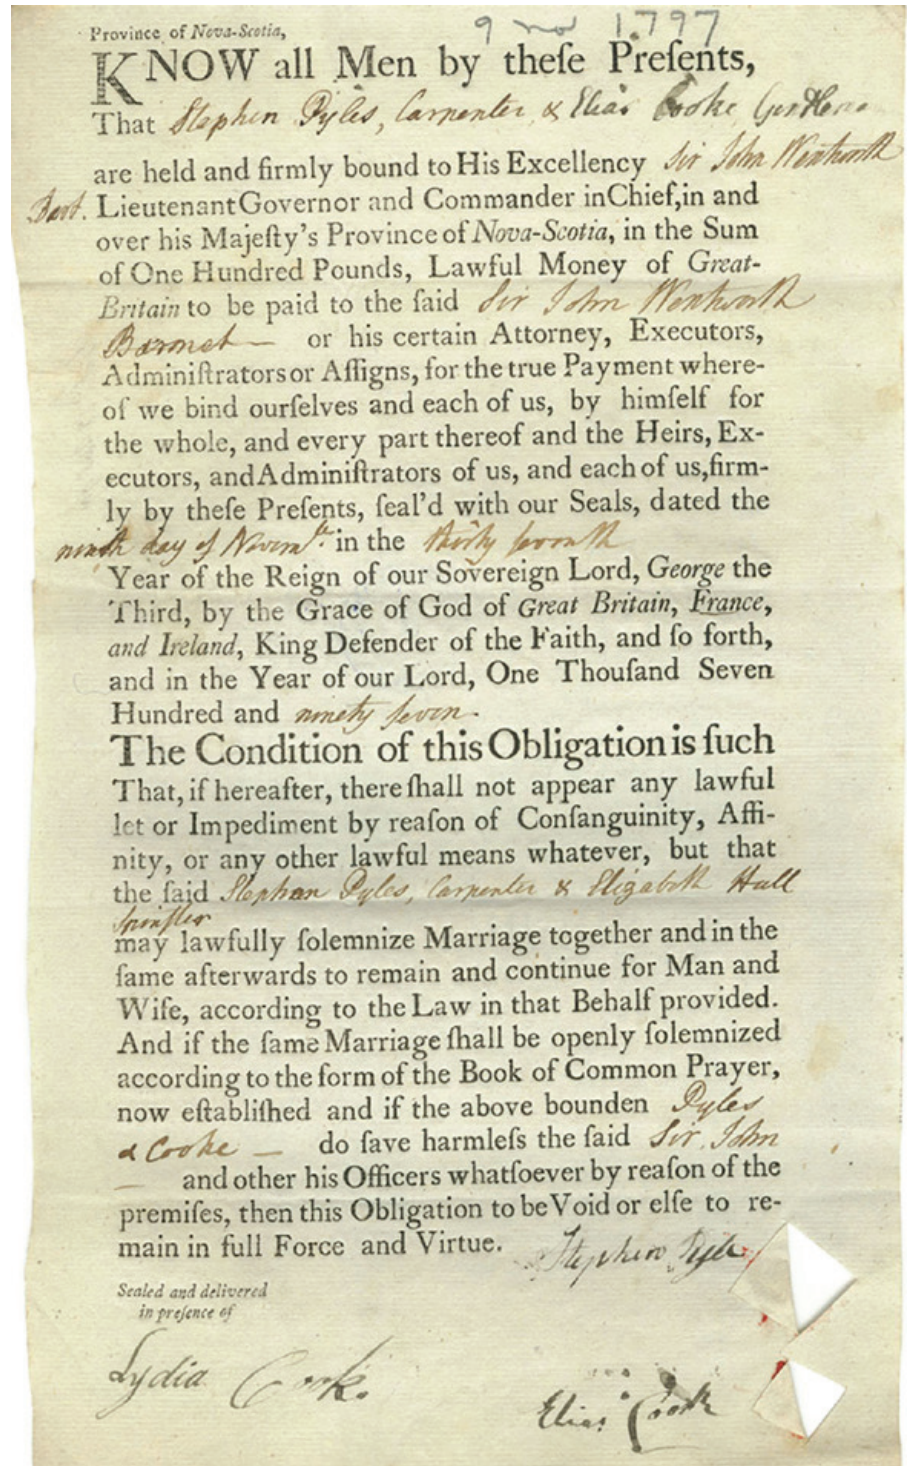 9 nov 1797
Province of Nova-Scotia,
KNOW all Men by theſe Preſents,
That Stephen Pyles, Carpenter & Elias Cooke Gentleman
are held and firmly bound to His Excellency Sir John Wentworth
Bart. Lieutenant Governor and Commander in Chief, in and
over his Majeſty's Province of Nova-Scotia, in the Sum
of One Hundred Pounds, Lawful Money of Great-
Britain to be paid to the ſaid Sir John Wentworth
Baronet — or his certain Attorney, Executors,
Adminiſtrators or Aſſigns, for the true Payment where-
of we bind ourſelves and each of us, by himſelf for
the whole, and every part thereof and the Heirs, Ex-
ecutors, and Adminiſtrators of us, and each of us, firm-
ly by theſe Preſents, ſeal'd with our Seals, dated the
ninth day of Novemr. in the thirty ſeventh
Year of the Reign of our Sovereign Lord, George the
Third, by the Grace of God of Great Britain, France,
and Ireland, King Defender of the Faith, and ſo forth,
and in the Year of our Lord, One Thouſand Seven
Hundred and ninety ſeven.
The Condition of this Obligation is ſuch
That, if hereafter, there ſhall not appear any lawful
let or Impediment by reaſon of Conſanguinity, Affi-
nity, or any other lawful means whatever, but that
the ſaid Stephen Pyles, Carpenter & Elizabeth Hall
Spinſter
may lawfully ſolemnize Marriage together and in the
ſame afterwards to remain and continue for Man and
Wife, according to the Law in that Behalf provided.
And if the ſame Marriage ſhall be openly ſolemnized
according to the form of the Book of Common Prayer,
now eſtabliſhed and if the above bounden Pyles
& Cooke — do ſave harmleſs the ſaid Sir John
— and other his Officers whatſoever by reaſon of the
premiſes, then this Obligation to be Void or elſe to re-
main in full Force and Virtue. Stephen Pyle
Sealed and delivered
in preſence of
Lydia Cook.
Elias Cook